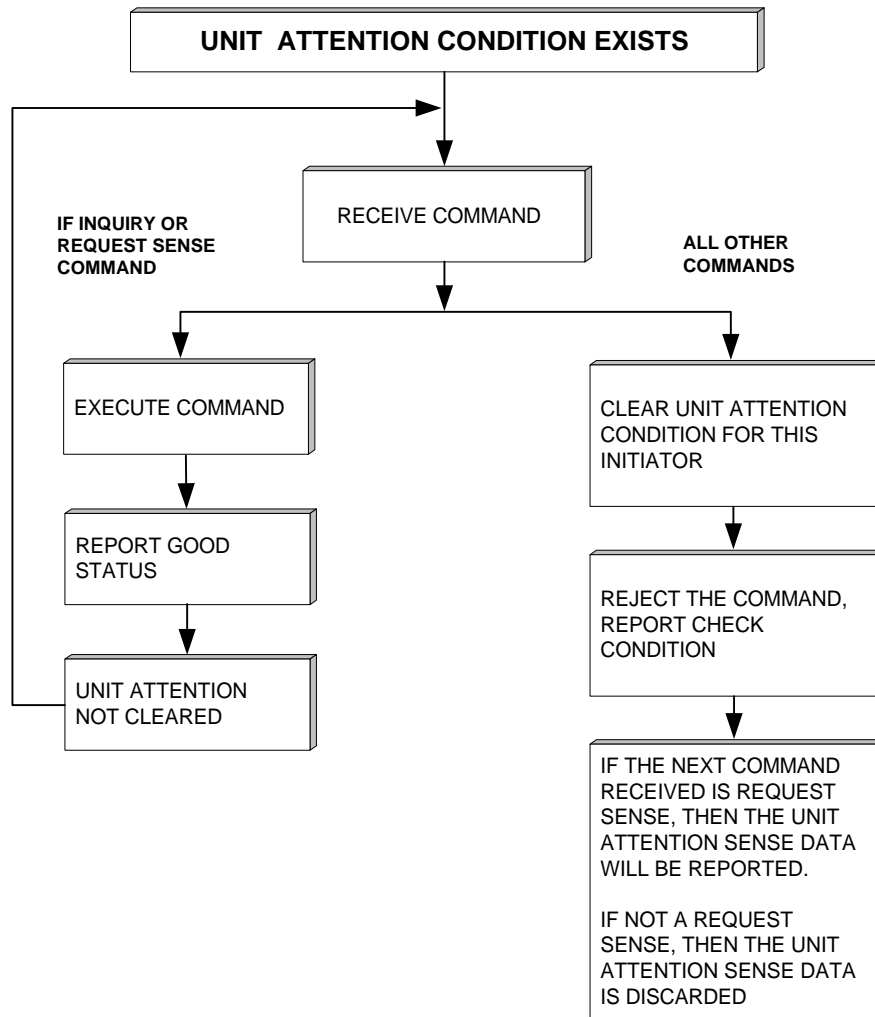 UNIT ATTENTION CONDITION EXISTS
RECEIVE COMMAND
IF INQUIRY OR
REQUEST SENSE
COMMAND
ALL OTHER
COMMANDS
EXECUTE COMMAND
REPORT GOOD
STATUS
UNIT ATTENTION
NOT CLEARED
CLEAR UNIT ATTENTION
CONDITION FOR THIS
INITIATOR
REJECT THE COMMAND,
REPORT CHECK
CONDITION
IF THE NEXT COMMAND
RECEIVED IS REQUEST
SENSE, THEN THE UNIT
ATTENTION SENSE DATA
WILL BE REPORTED.
IF NOT A REQUEST
SENSE, THEN THE UNIT
ATTENTION SENSE DATA
IS DISCARDED